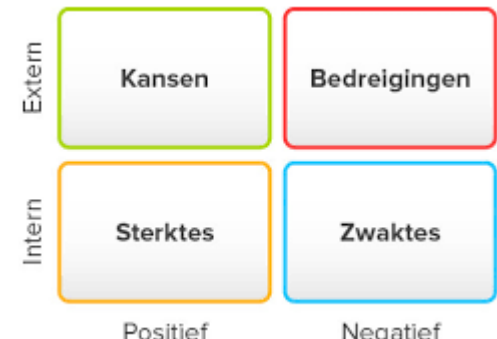 Extern
Kansen
Bedreigingen
Intern
Sterktes
Zwaktes
Positief
Negatief